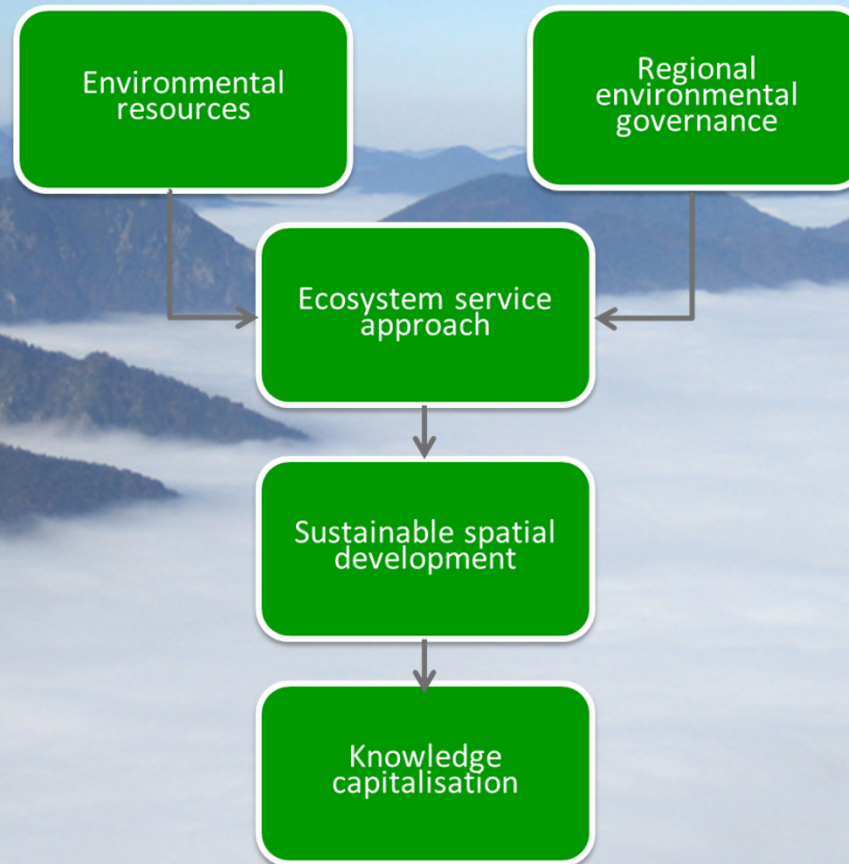 Environmental
resources
Regional
environmental
governance
Ecosystem service
approach
Sustainable spatial
development
Knowledge
capitalisation